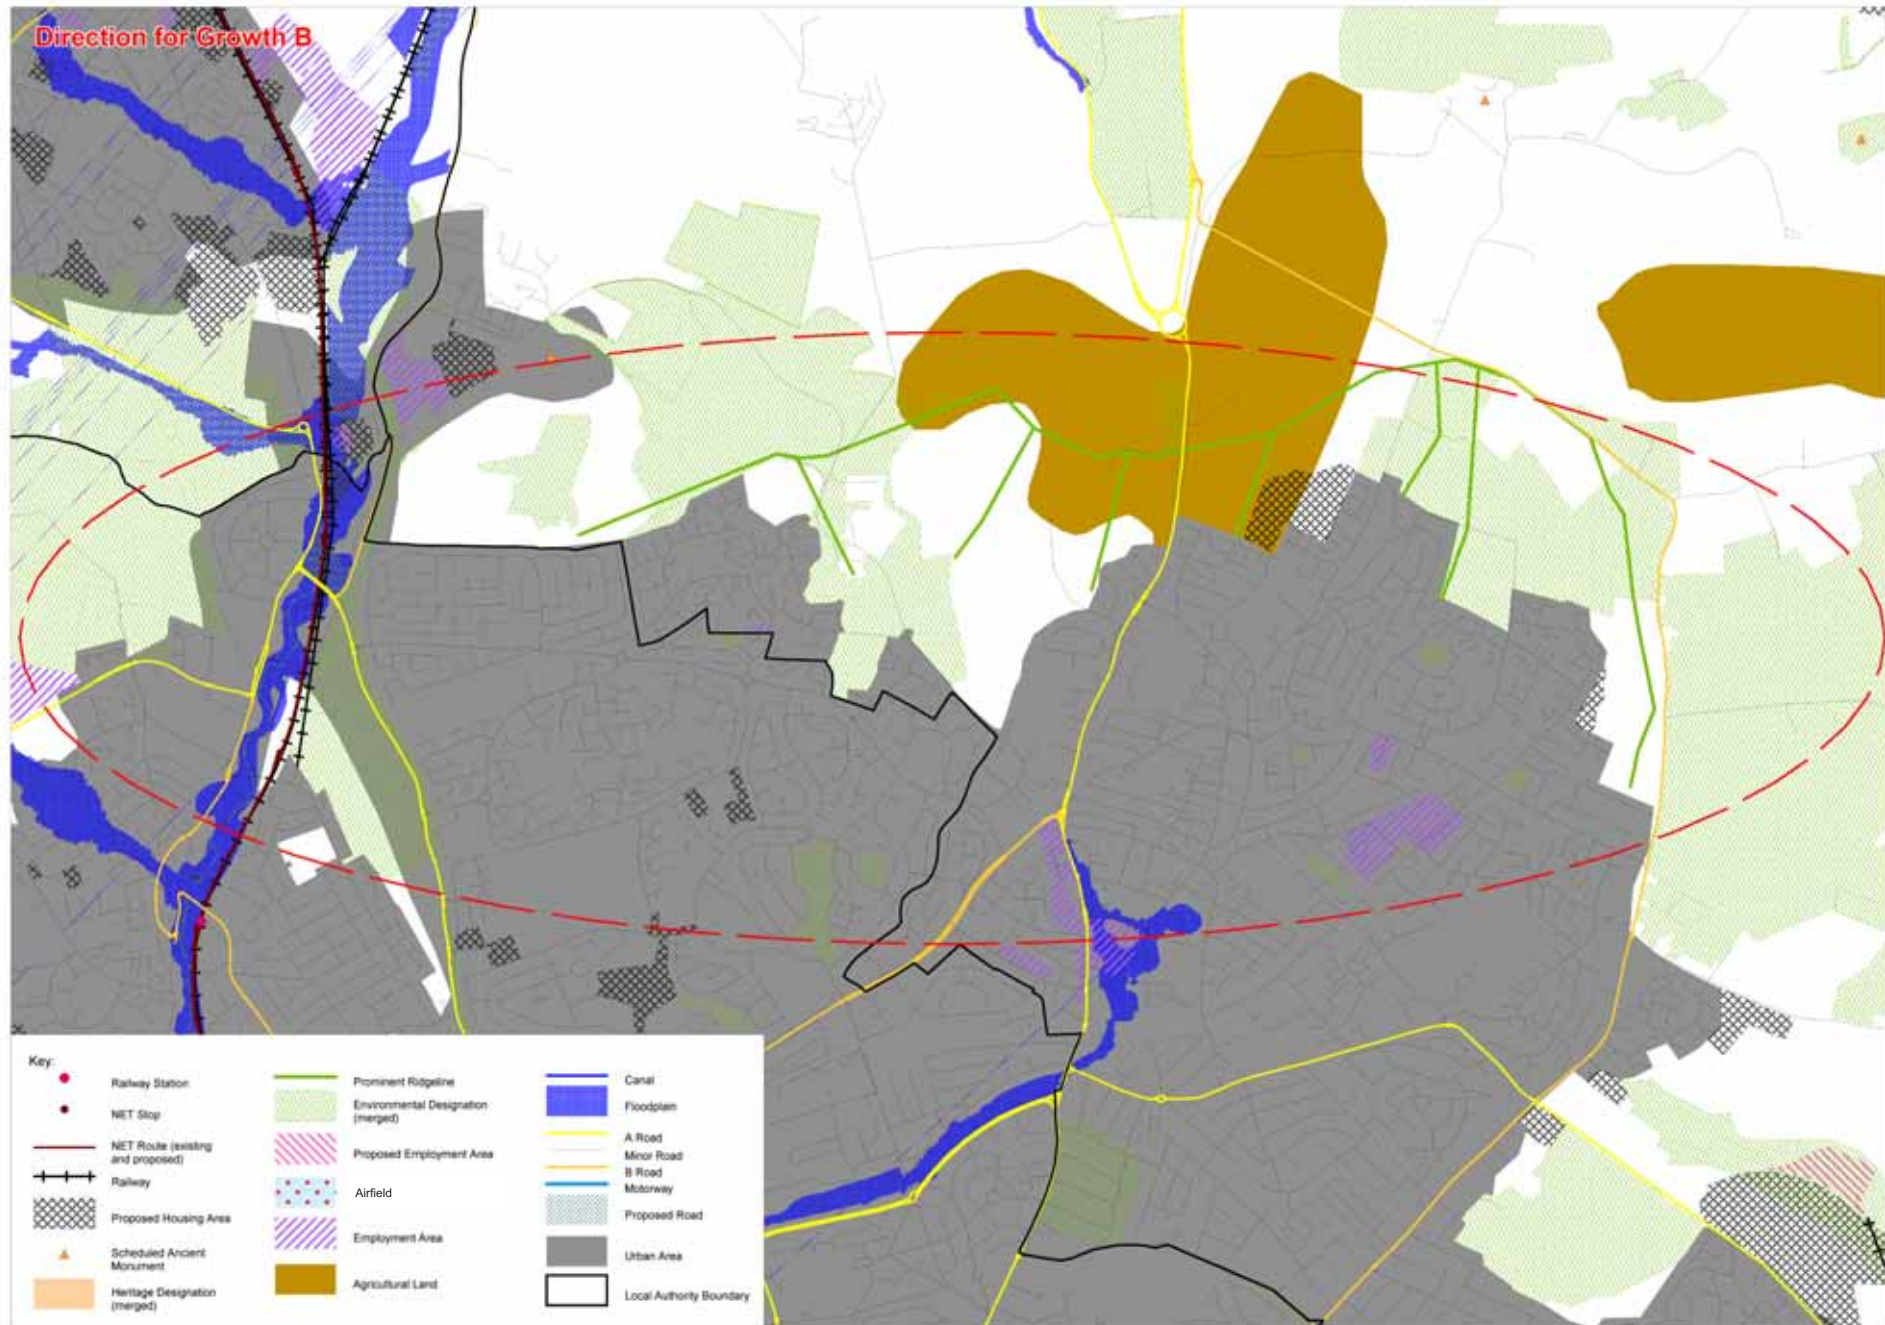 Direction for Growth B
Key:
Railway Station
NET Stop
NET Route (existing
and proposed)
Railway
Proposed Housing Area
Scheduled Ancient
Monument
Heritage Designation
(merged)
Prominent Ridgeline
Environmental Designation
(merged)
Proposed Employment Area
Airfield
Employment Area
Agricultural Land
Canal
Floodplain
A Road
Minor Road
B Road
Motorway
Proposed Road
Urban Area
Local Authority Boundary